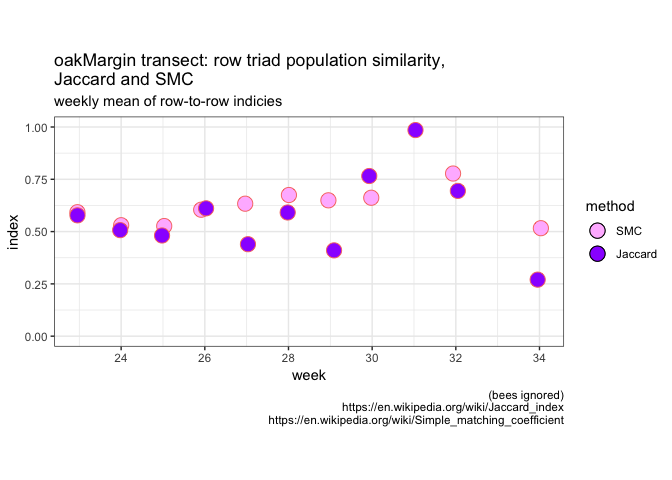 oakMargin transect: row triad population similarity,
Jaccard and SMC
weekly mean of row-to-row indicies
1.00
0.75
0.50
0.25
0.00
index
24 26 28 30 32 34
week
method
SMC
Jaccard
(bees ignored)
https://en.wikipedia.org/wiki/Jaccard_index
https://en.wikipedia.org/wiki/Simple_matching_coefficient